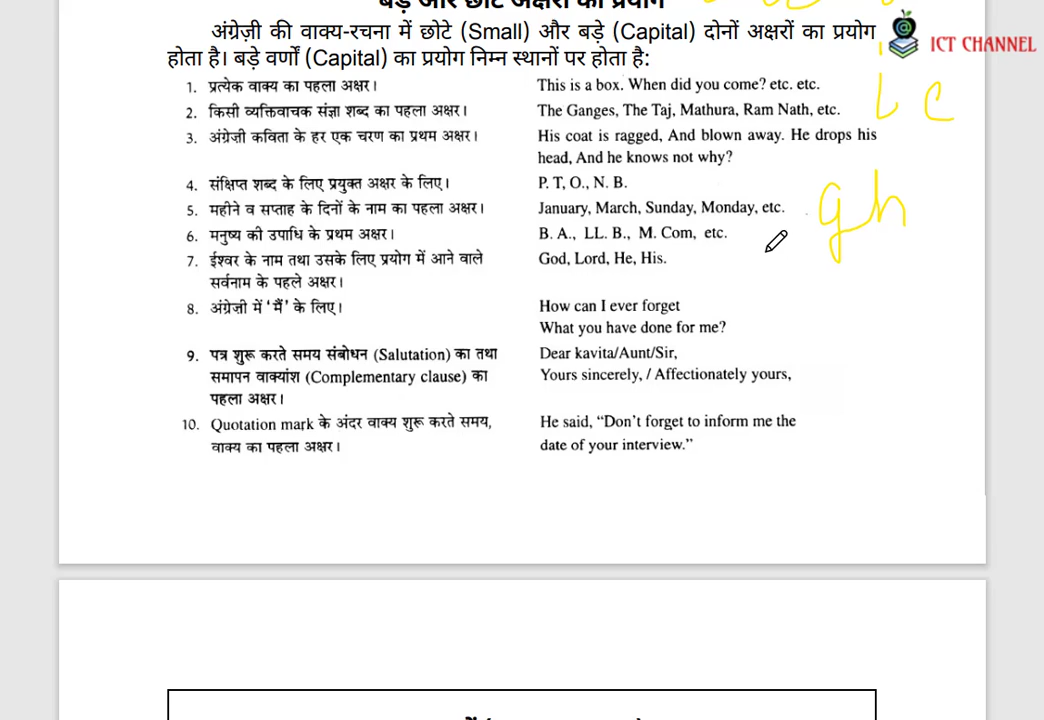 बड़े और छोटे अक्षरों का प्रयोग
अंग्रेज़ी की वाक्य-रचना में छोटे (Small) और बड़े (Capital) दोनों अक्षरों का प्रयोग
होता है। बड़े वर्णों (Capital) का प्रयोग निम्न स्थानों पर होता है:
ICT CHANNEL
1. प्रत्येक वाक्य का पहला अक्षर। This is a box. When did you come? etc. etc.
2. किसी व्यक्तिवाचक संज्ञा शब्द का पहला अक्षर। The Ganges, The Taj, Mathura, Ram Nath, etc.
i c
3. अंग्रेज़ी कविता के हर एक चरण का प्रथम अक्षर। His coat is ragged, And blown away. He drops his
head, And he knows not why?
4. संक्षिप्त शब्द के लिए प्रयुक्त अक्षर के लिए। P. T, O., N. B.
5. महीने व सप्ताह के दिनों के नाम का पहला अक्षर। January, March, Sunday, Monday, etc.
g h
6. मनुष्य की उपाधि के प्रथम अक्षर। B. A., LL. B., M. Com, etc.
7. ईश्वर के नाम तथा उसके लिए प्रयोग में आने वाले God, Lord, He, His.
सर्वनाम के पहले अक्षर।
8. अंग्रेज़ी में ‘मैं’ के लिए। How can I ever forget
What you have done for me?
9. पत्र शुरू करते समय संबोधन (Salutation) का तथा Dear kavita/Aunt/Sir,
समापन वाक्यांश (Complementary clause) का Yours sincerely, / Affectionately yours,
पहला अक्षर।
10. Quotation mark के अंदर वाक्य शुरू करते समय, He said, “Don’t forget to inform me the
वाक्य का पहला अक्षर। date of your interview.”